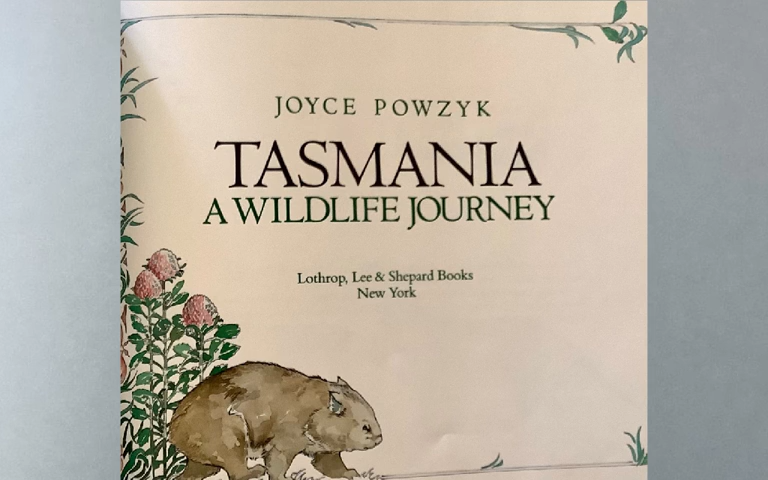 JOYCE POWZYK
TASMANIA
A WILDLIFE JOURNEY
Lothrop, Lee & Shepard Books
New York